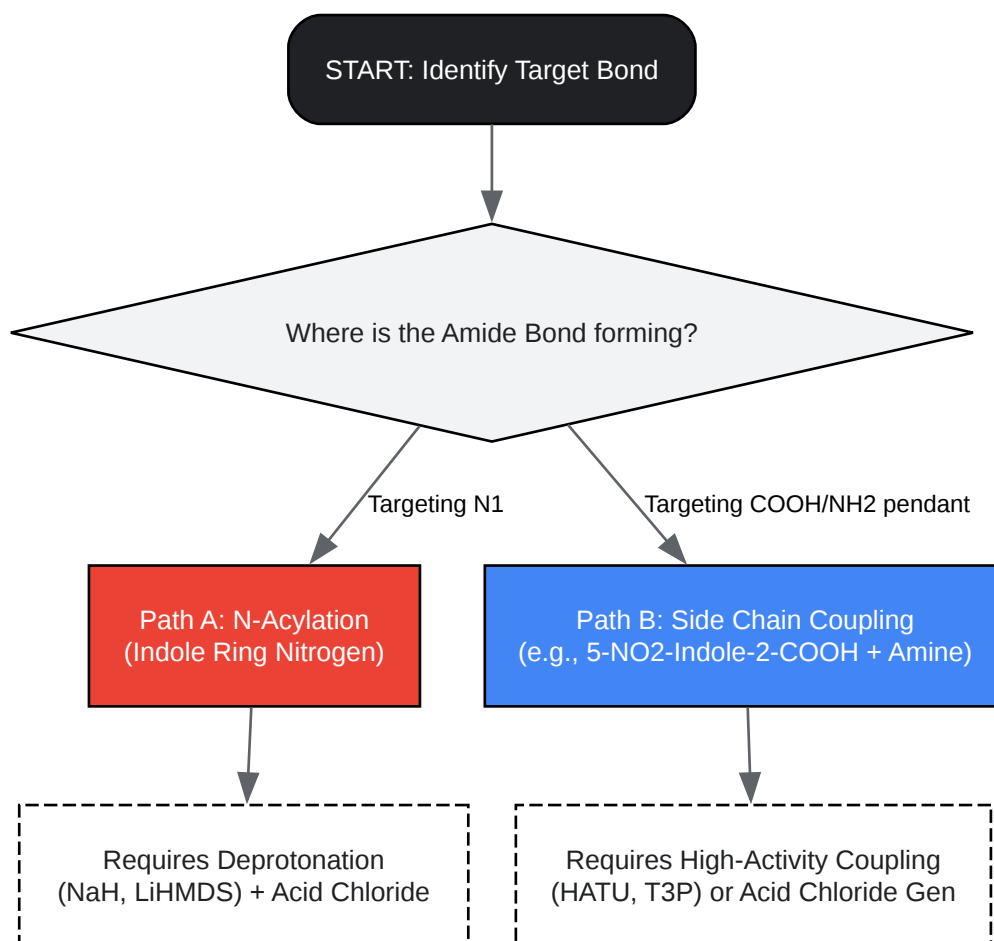 START: Identify Target Bond
Where is the Amide Bond forming?
Targeting N1
Targeting COOH/NH2 pendant
Path A: N-Acylation
(Indole Ring Nitrogen)
Path B: Side Chain Coupling
(e.g., 5-NO2-Indole-2-COOH + Amine)
Requires Deprotonation
(NaH, LiHMDS) + Acid Chloride
Requires High-Activity Coupling
(HATU, T3P) or Acid Chloride Gen